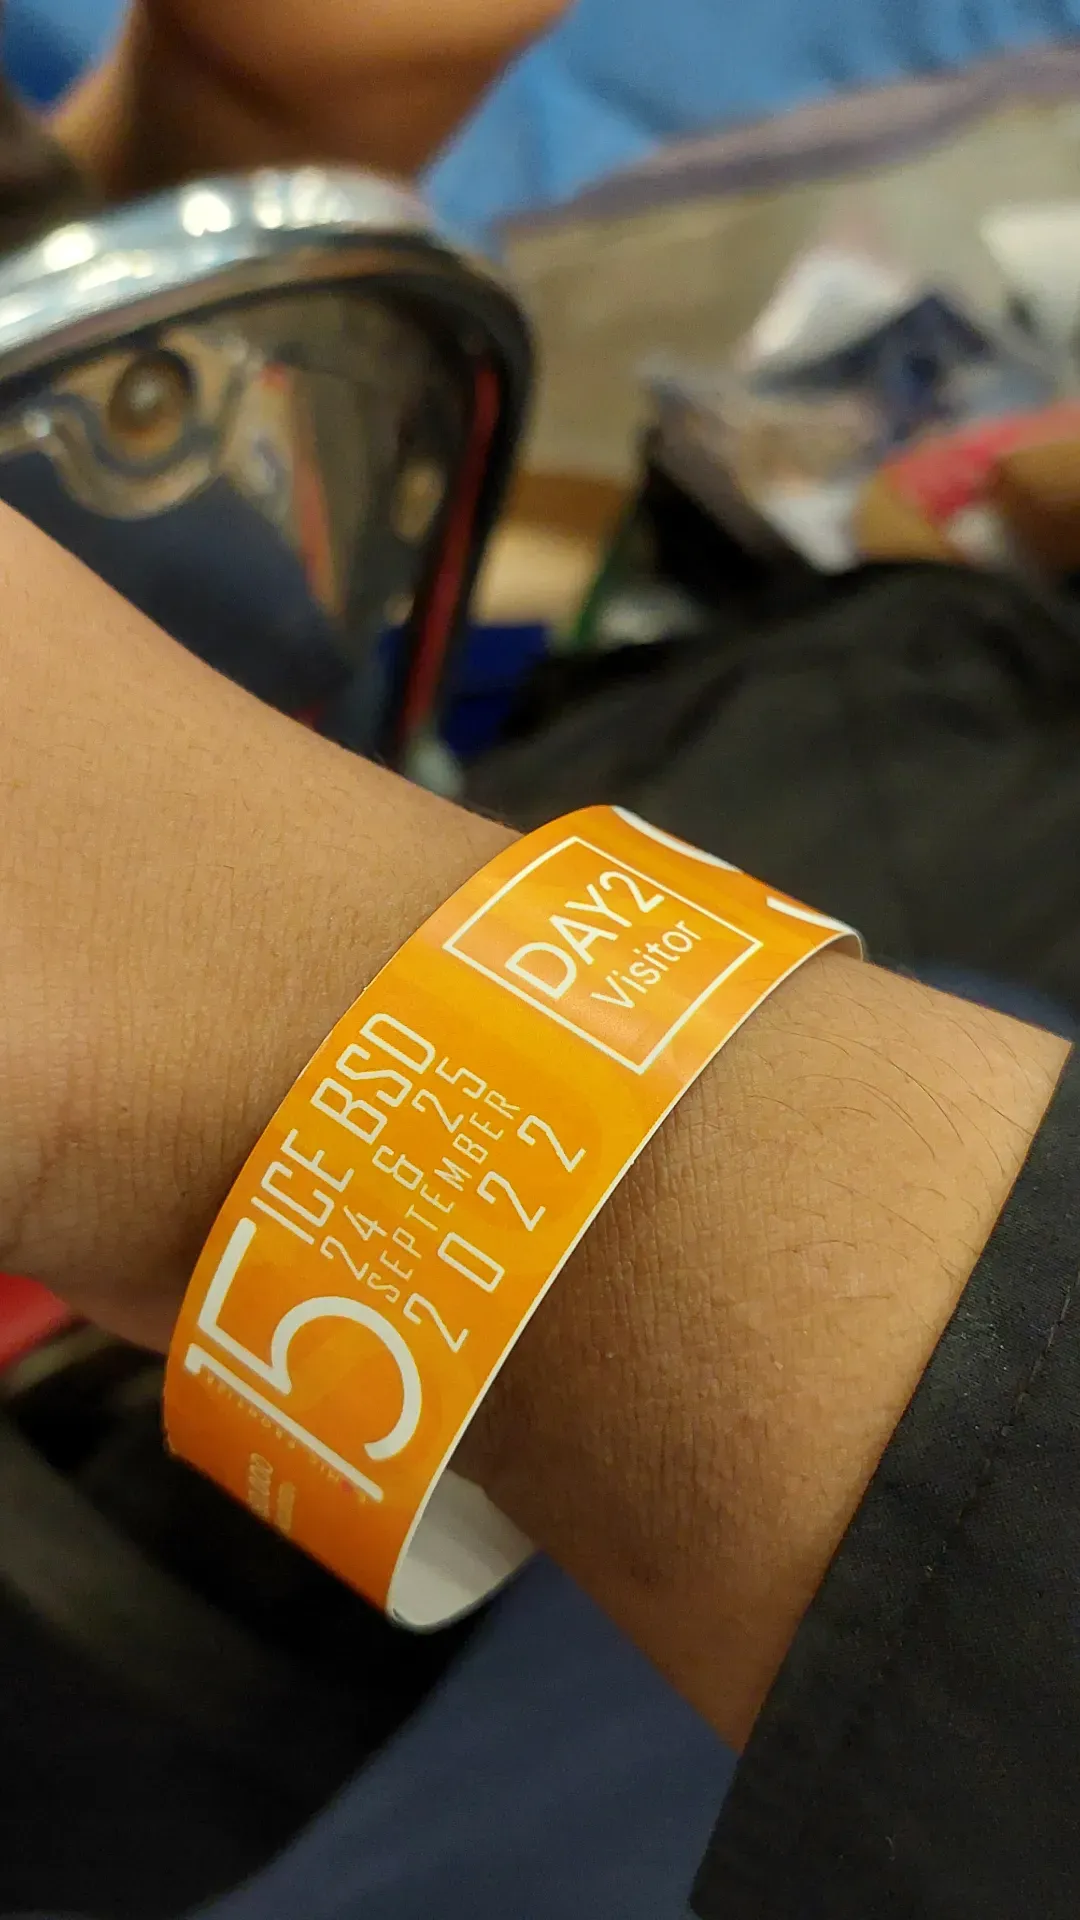 DAY2
Visitor
15
ICE BSD
24 & 25
SEPTEMBER
2022